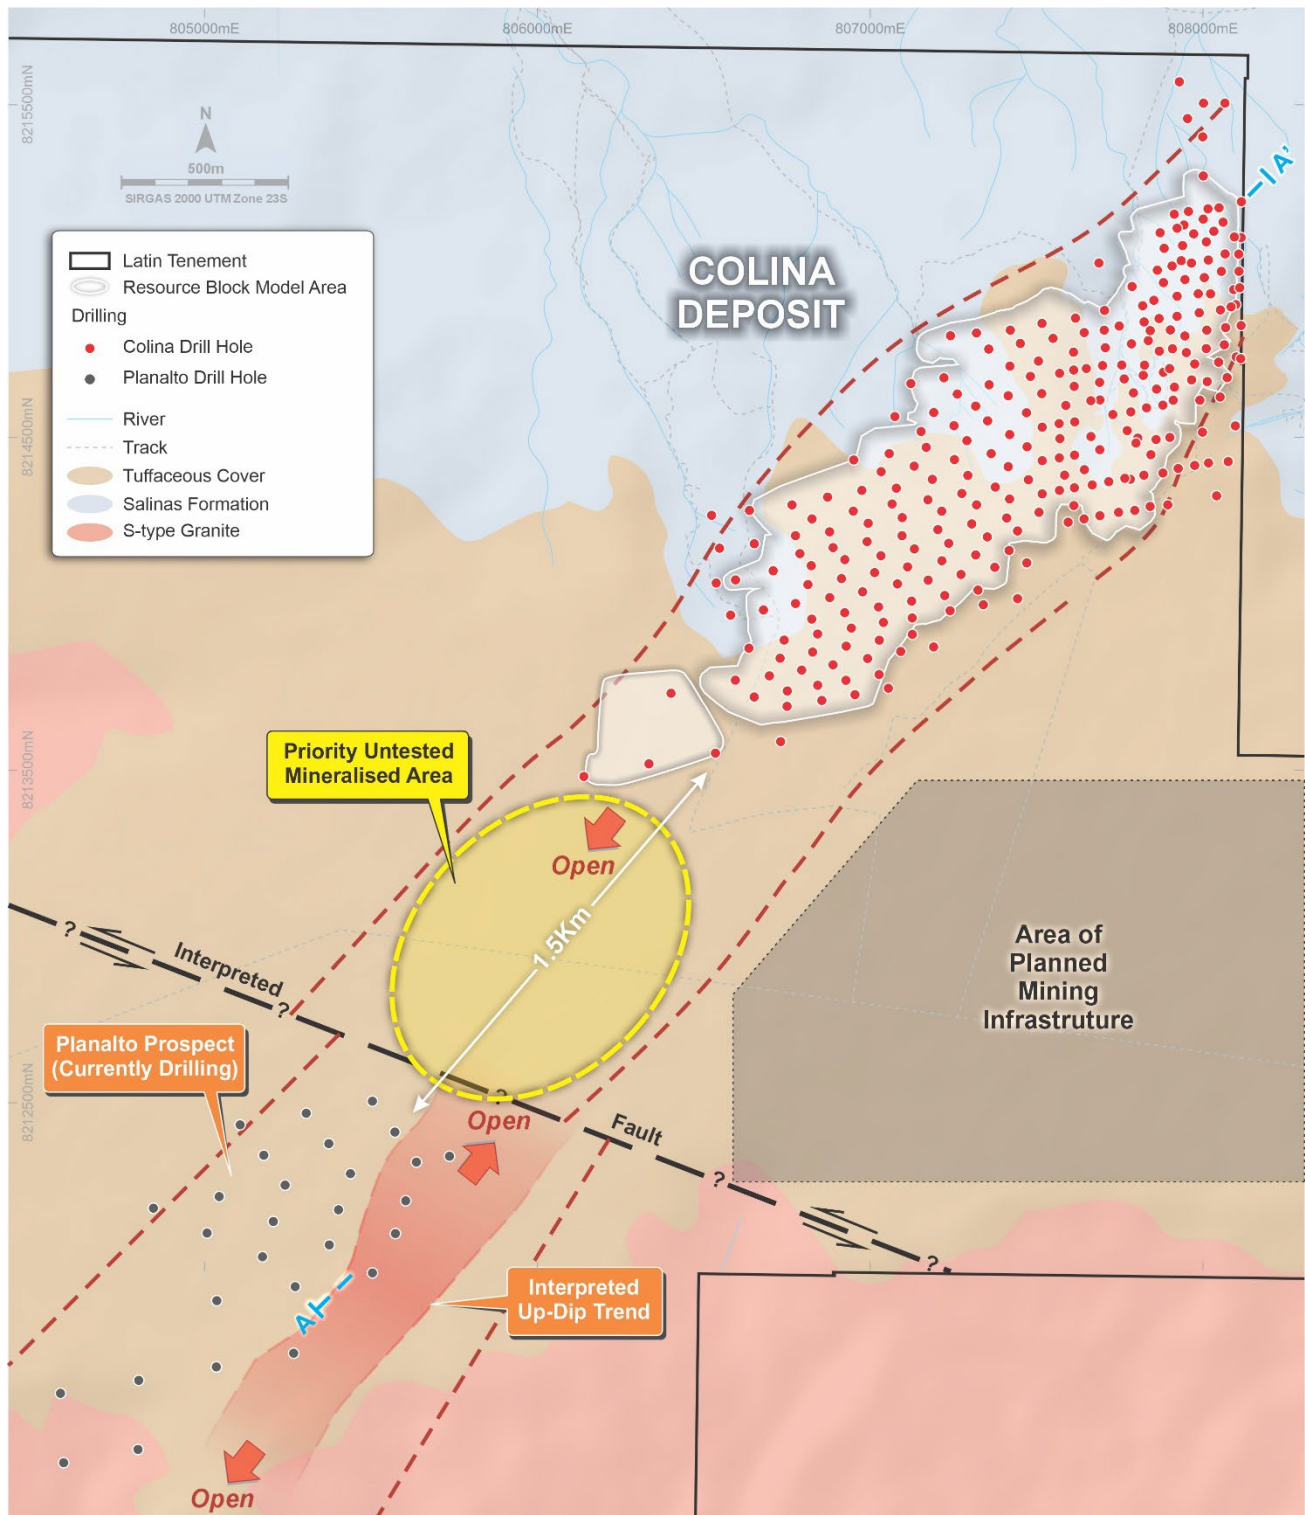 805000mE
806000mE
807000mE
808000mE
8215500mN
8214500mN
8213500mN
8212500mN
N
500m
SIRGAS 2000 UTM Zone 23S
Latin Tenement
Resource Block Model Area
Drilling
Colina Drill Hole
Planalto Drill Hole
River
Track
Tuffaceous Cover
Salinas Formation
S-type Granite
COLINA
DEPOSIT
A'
Priority Untested
Mineralised Area
Open
1.5Km
Area of
Planned
Mining
Infrastruture
?
Interpreted
?
Planalto Prospect
(Currently Drilling)
?
Open
Fault
?
?
Interpreted
Up-Dip Trend
A
Open